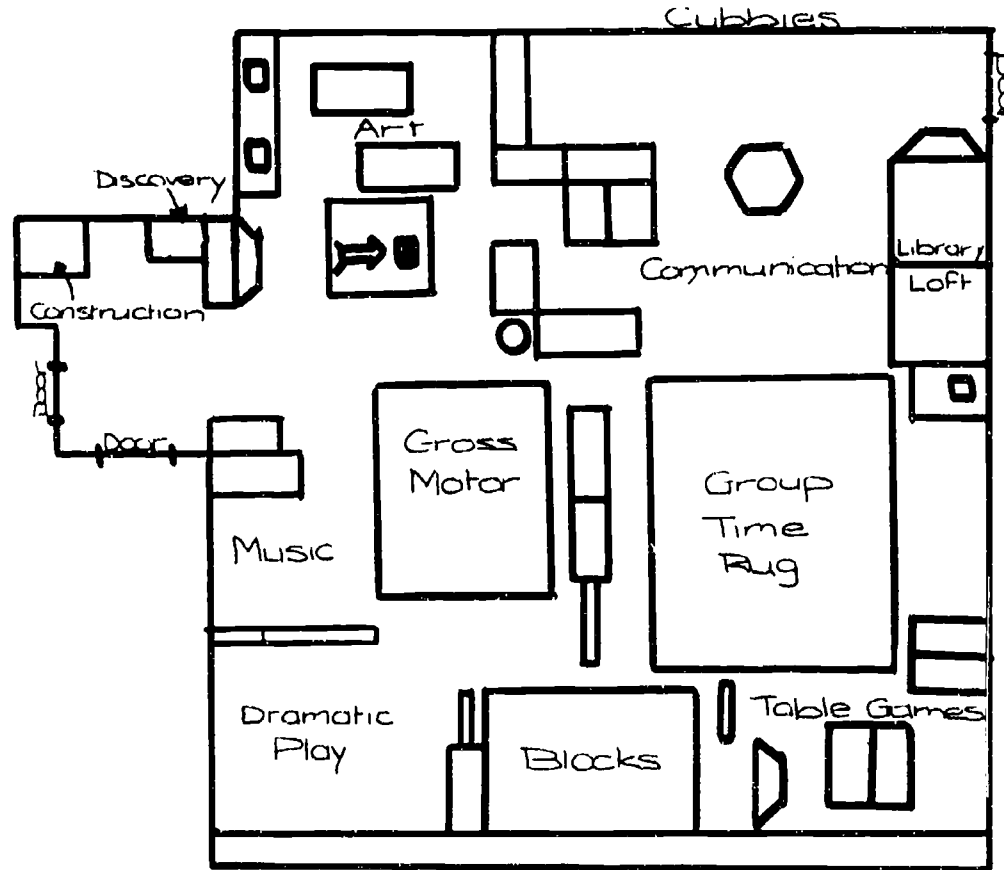 Cubbies
Door
Art
Discovery
Library
Communication
Loft
Construction
Door
Door
Gross
Motor
Group
Time
Rug
Music
Table Games
Dramatic
Play
Blocks